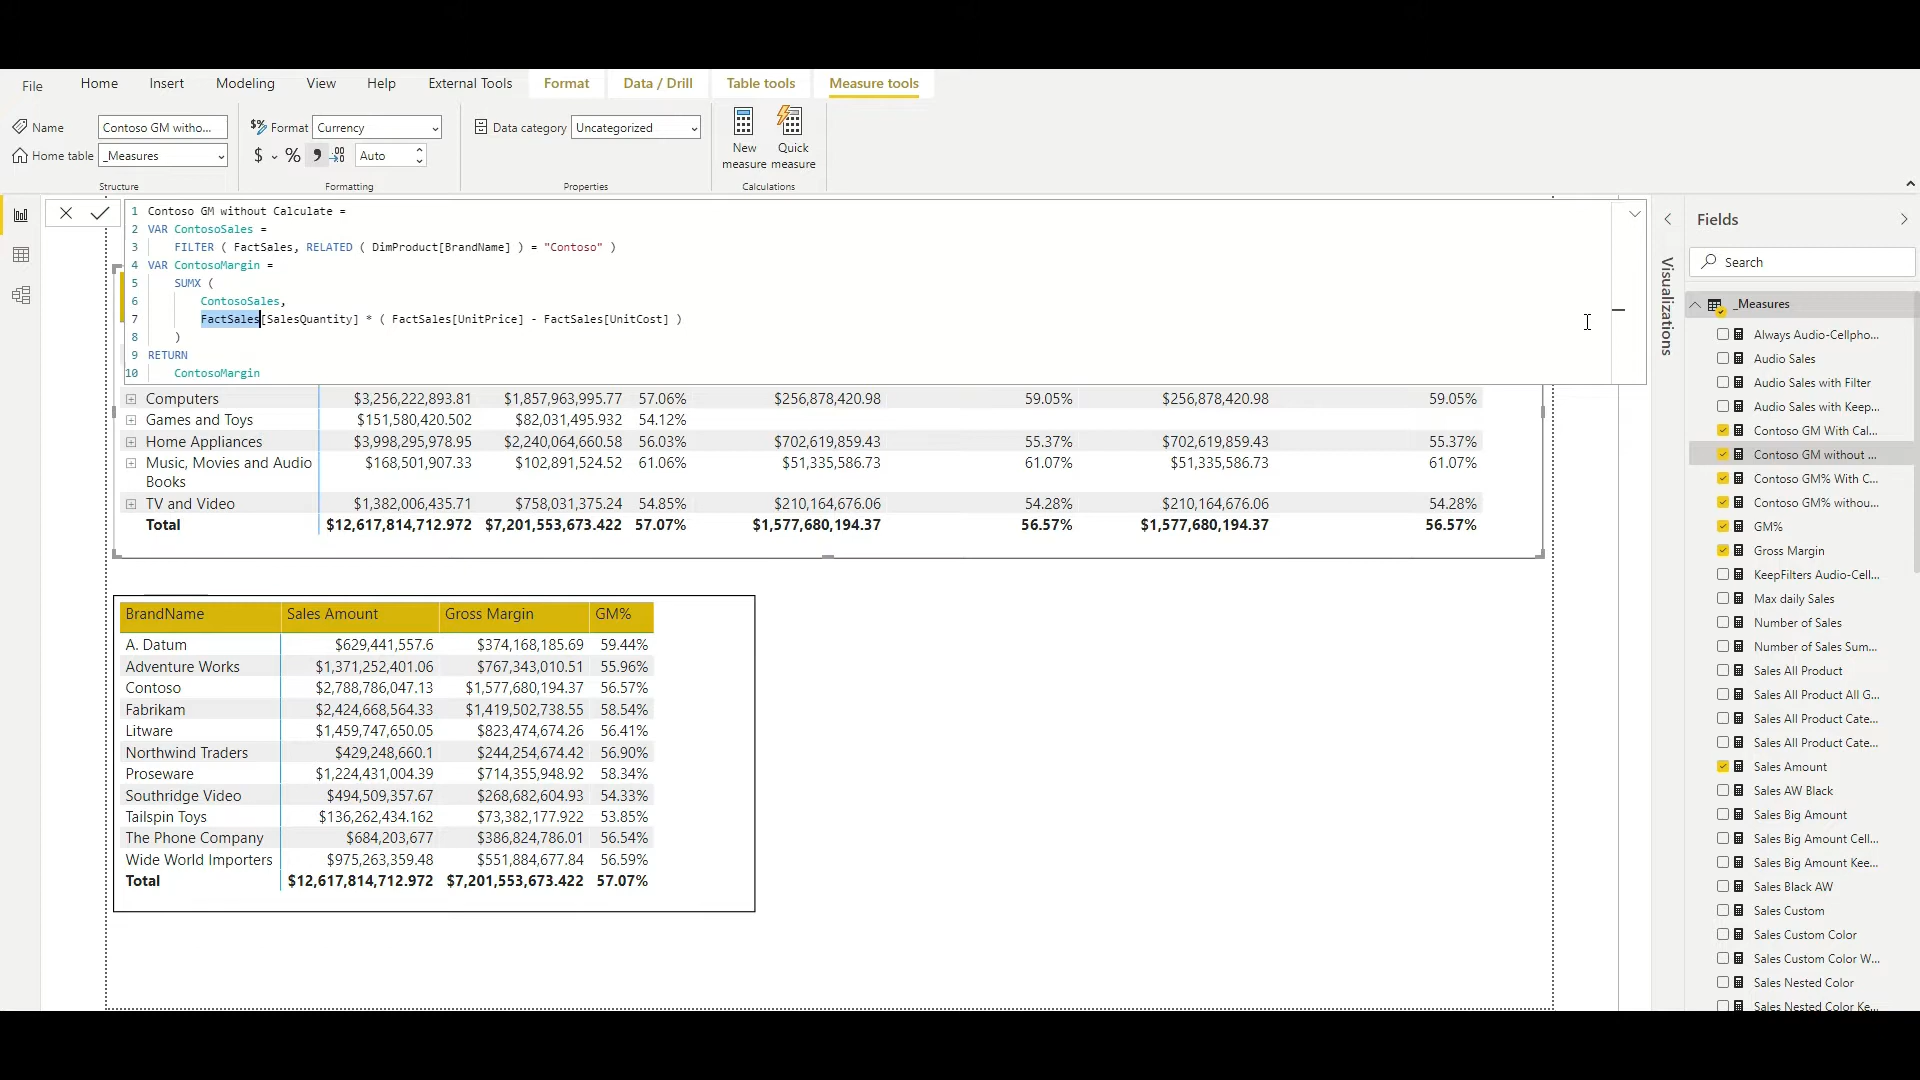 File Home Insert Modeling View Help External Tools Format Data / Drill Table tools Measure tools
Name Contoso GM witho... Format Currency Data category Uncategorized New measure Quick measure
Home table _Measures $ % , .00 Auto
Structure Formatting Properties Calculations
1 Contoso GM without Calculate =
2 VAR ContosoSales =
3 FILTER ( FactSales, RELATED ( DimProduct[BrandName] ) = "Contoso" )
4 VAR ContosoMargin =
5 SUMX (
6 ContosoSales,
7 FactSales[SalesQuantity] * ( FactSales[UnitPrice] - FactSales[UnitCost] )
8 )
9 RETURN
10 ContosoMargin
Computers $3,256,222,893.81 $1,857,963,995.77 57.06% $256,878,420.98 59.05% $256,878,420.98 59.05%
Games and Toys $151,580,420.502 $82,031,495.932 54.12%
Home Appliances $3,998,295,978.95 $2,240,064,660.58 56.03% $702,619,859.43 55.37% $702,619,859.43 55.37%
Music, Movies and Audio $168,501,907.33 $102,891,524.52 61.06% $51,335,586.73 61.07% $51,335,586.73 61.07%
Books
TV and Video $1,382,006,435.71 $758,031,375.24 54.85% $210,164,676.06 54.28% $210,164,676.06 54.28%
Total $12,617,814,712.972 $7,201,553,673.422 57.07% $1,577,680,194.37 56.57% $1,577,680,194.37 56.57%
BrandName Sales Amount Gross Margin GM%
A. Datum $629,441,557.6 $374,168,185.69 59.44%
Adventure Works $1,371,252,401.06 $767,343,010.51 55.96%
Contoso $2,788,786,047.13 $1,577,680,194.37 56.57%
Fabrikam $2,424,668,564.33 $1,419,502,738.55 58.54%
Litware $1,459,747,650.05 $823,474,674.26 56.41%
Northwind Traders $429,248,660.1 $244,254,674.42 56.90%
Proseware $1,224,431,004.39 $714,355,948.92 58.34%
Southridge Video $494,509,357.67 $268,682,604.93 54.33%
Tailspin Toys $136,262,434.162 $73,382,177.922 53.85%
The Phone Company $684,203,677 $386,824,786.01 56.54%
Wide World Importers $975,263,359.48 $551,884,677.84 56.59%
Total $12,617,814,712.972 $7,201,553,673.422 57.07%
Visualizations
Fields
Search
_Measures
Always Audio-Cellpho...
Audio Sales
Audio Sales with Filter
Audio Sales with Keep...
Contoso GM With Cal...
Contoso GM without ...
Contoso GM% With C...
Contoso GM% withou...
GM%
Gross Margin
KeepFilters Audio-Cell...
Max daily Sales
Number of Sales
Number of Sales Sum...
Sales All Product
Sales All Product All G...
Sales All Product Cate...
Sales All Product Cate...
Sales Amount
Sales AW Black
Sales Big Amount
Sales Big Amount Cell...
Sales Big Amount Kee...
Sales Black AW
Sales Custom
Sales Custom Color
Sales Custom Color W...
Sales Nested Color
Sales Nested Color Ke...